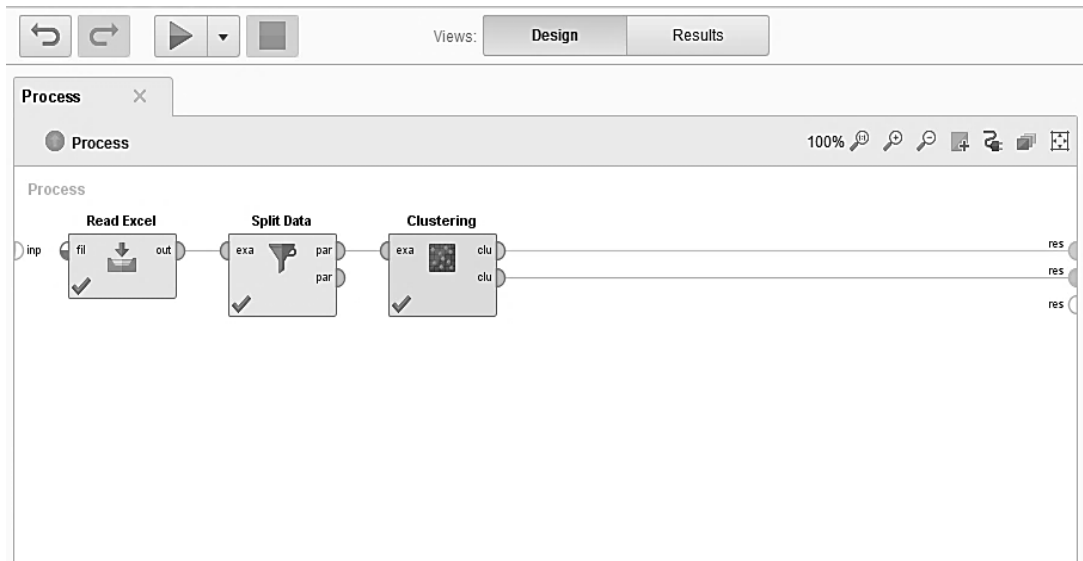 Views: Design Results
Process
Process
100%
Process
Read Excel Split Data Clustering
inp fil out exa par exa clu res
par clu res
res